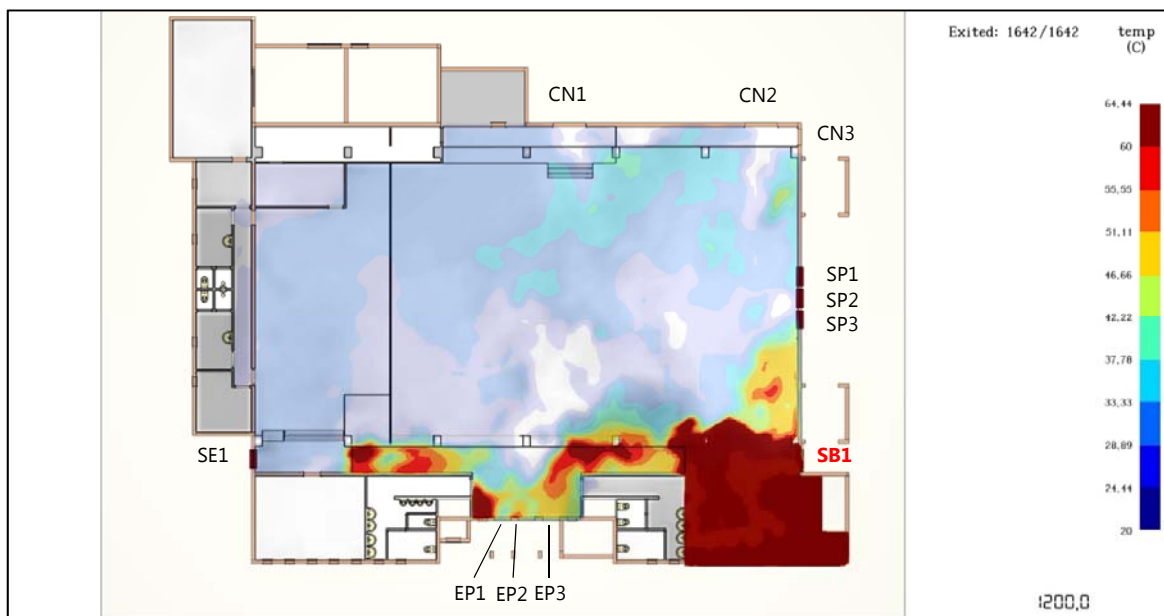 Exited: 1642/1642
temp
(C)
CN1
CN2
CN3
64,44
60
55,55
51,11
46,66
42,22
37,78
33,33
28,89
24,44
20
SP1
SP2
SP3
SE1
SB1
EP1
EP2
EP3
1200,0